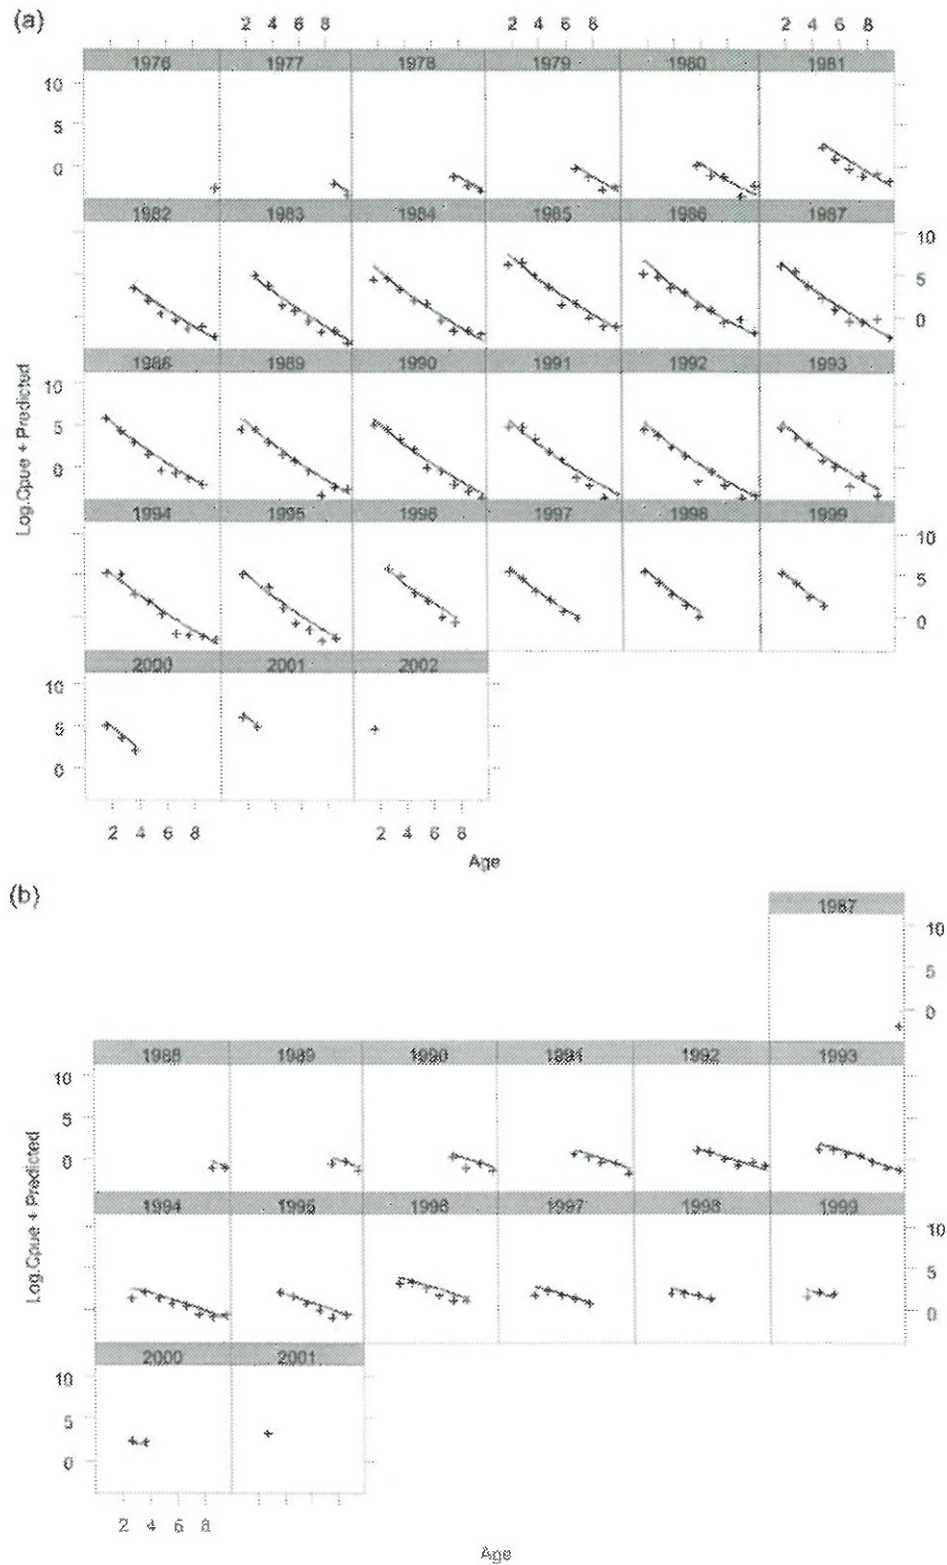 (a)
2 4 6 8 2 4 6 8 2 4 6 8
1976 1977 1978 1979 1980 1981
10
5
0
1982 1983 1984 1985 1986 1987
10
5
0
1988 1989 1990 1991 1992 1993
10
5
0
Log.Cpue + Predicted
1994 1995 1996 1997 1998 1999
10
5
0
2000 2001 2002
10
5
0
2 4 6 8 2 4 6 8
Age
(b)
1987
10
5
0
1988 1989 1990 1991 1992 1993
10
5
0
Log.Cpue + Predicted
1994 1995 1996 1997 1998 1999
10
5
0
2000 2001
10
5
0
2 4 6 8
Age